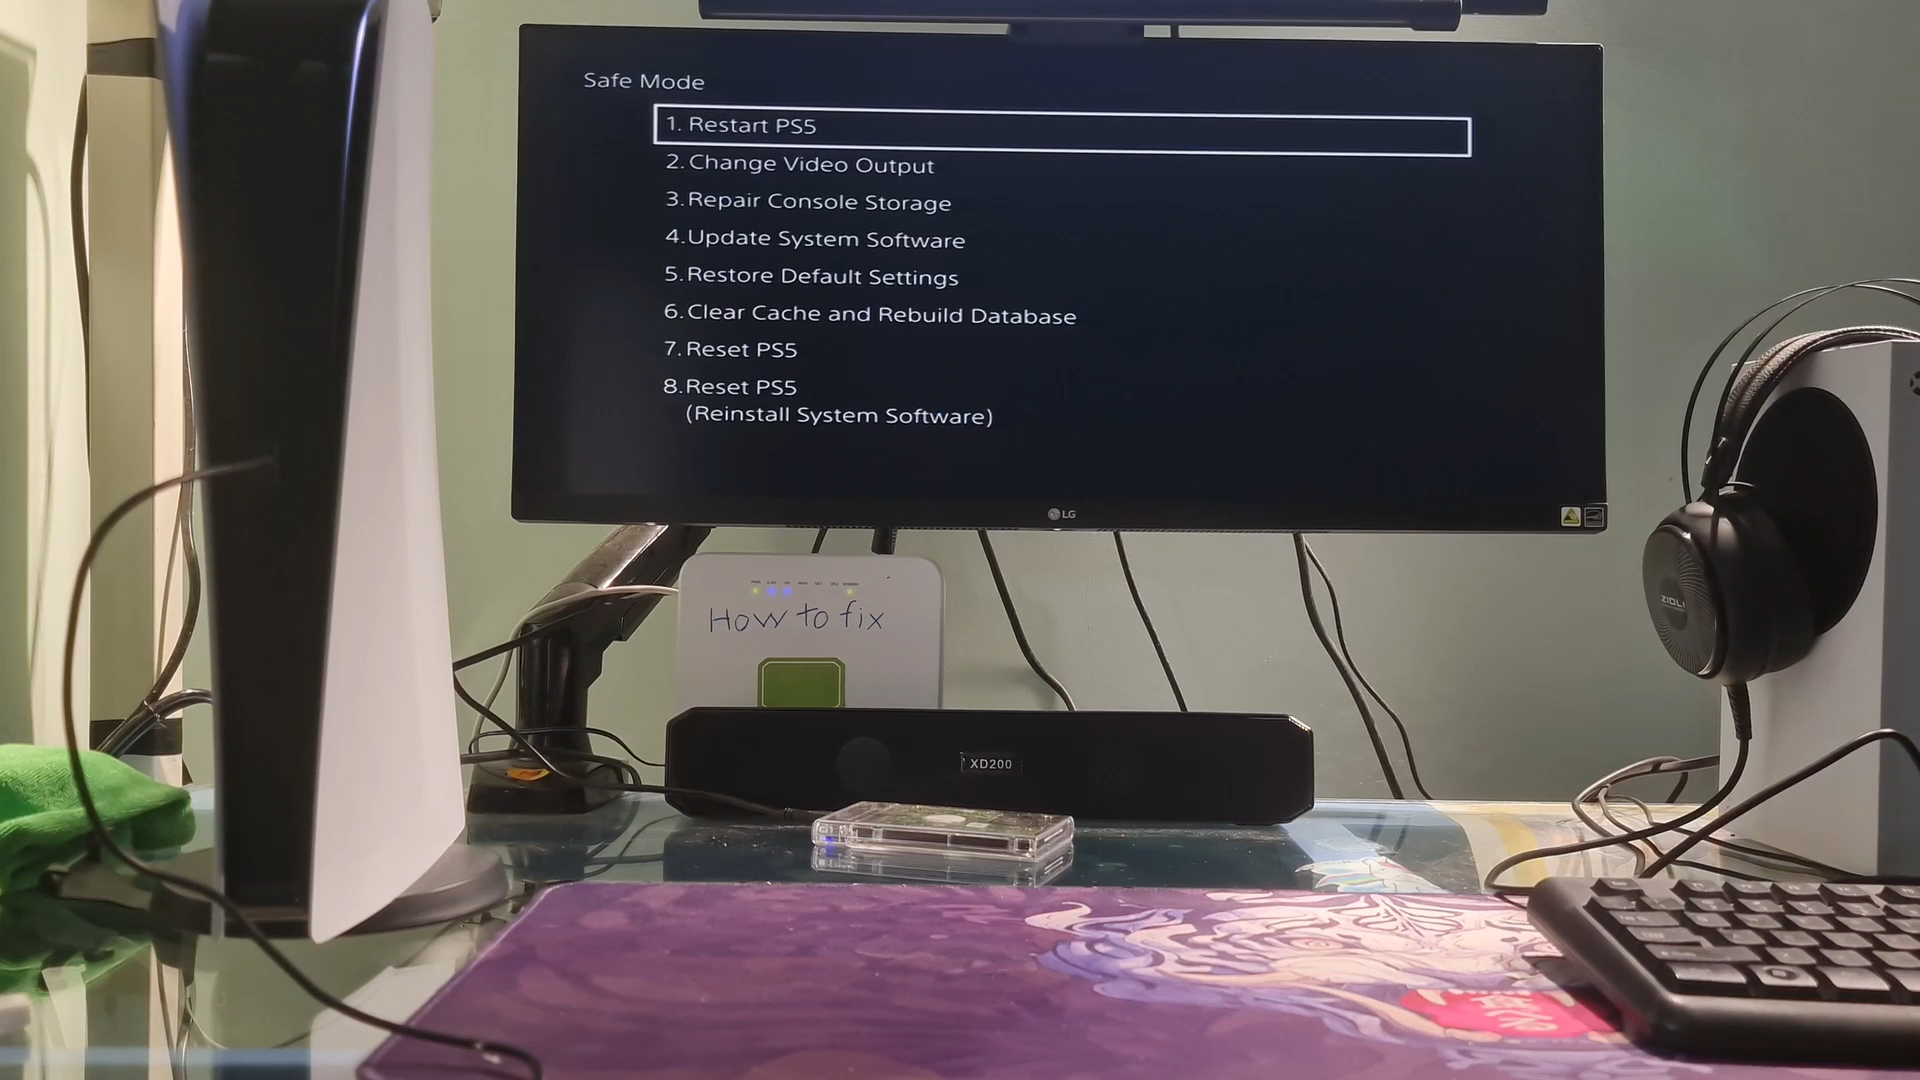 Safe Mode
1. Restart PS5
2. Change Video Output
3. Repair Console Storage
4. Update System Software
5. Restore Default Settings
6. Clear Cache and Rebuild Database
7. Reset PS5
8. Reset PS5
(Reinstall System Software)
LG
How to fix
XD200